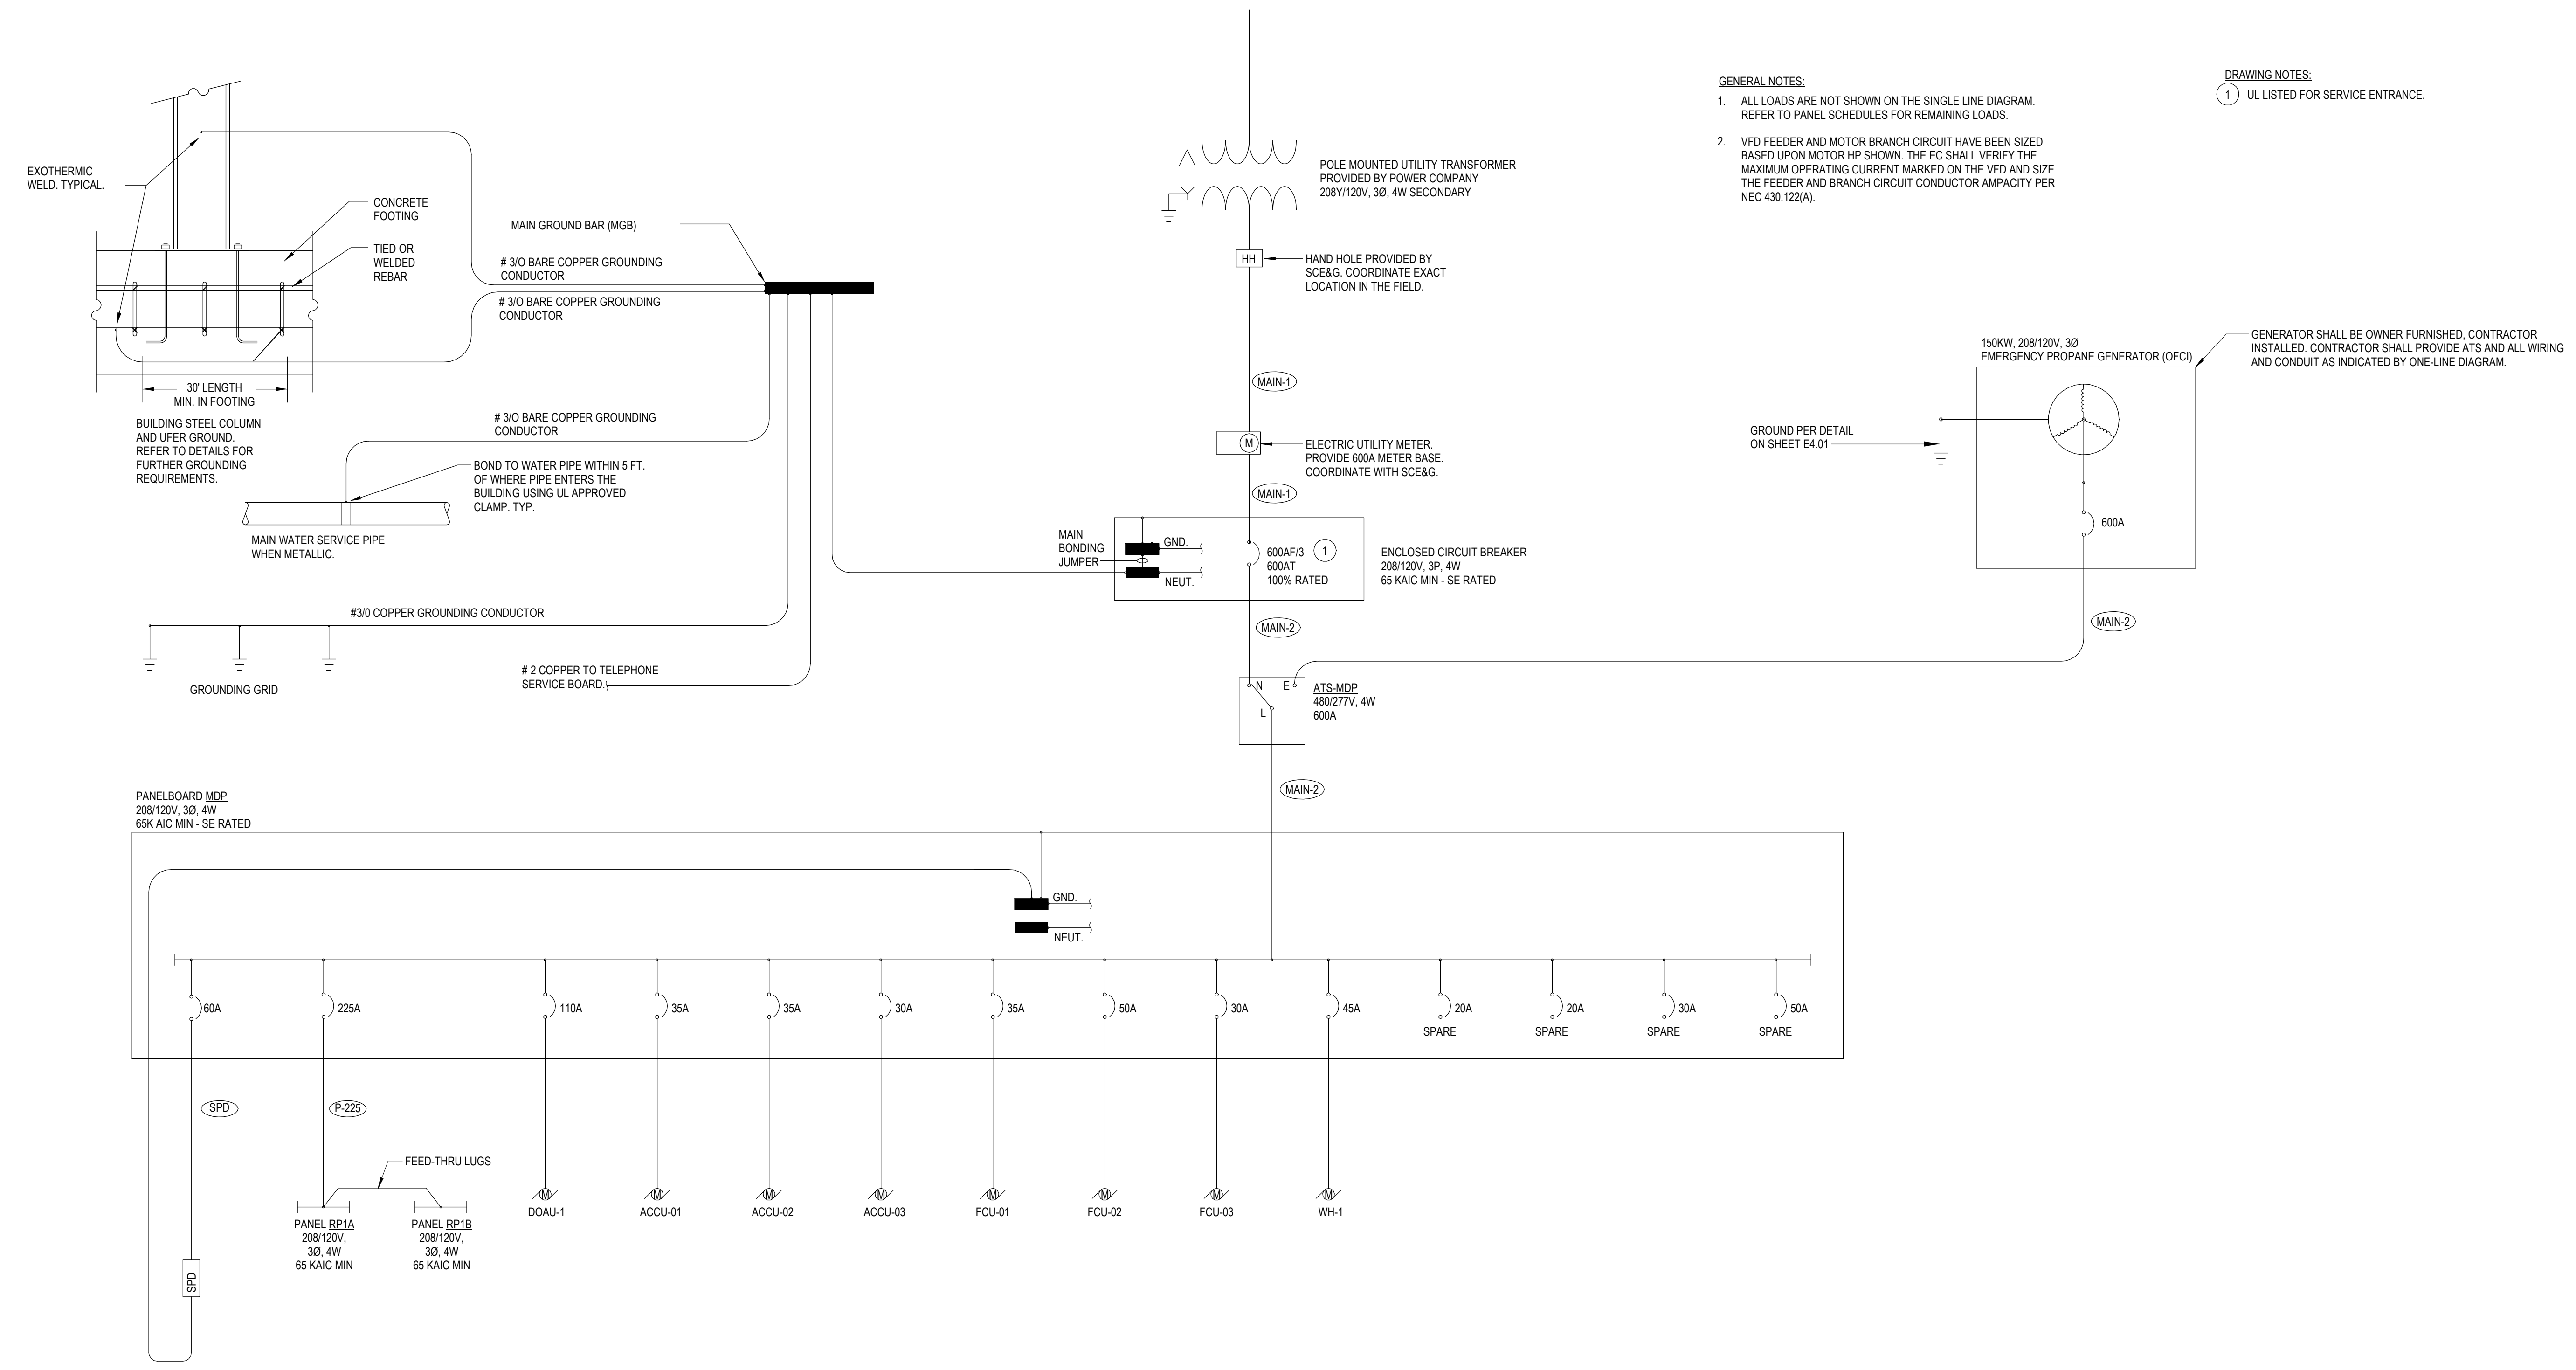 GENERAL NOTES:
1. ALL LOADS ARE NOT SHOWN ON THE SINGLE LINE DIAGRAM.
REFER TO PANEL SCHEDULES FOR REMAINING LOADS.
2. VFD FEEDER AND MOTOR BRANCH CIRCUIT HAVE BEEN SIZED
BASED UPON MOTOR HP SHOWN. THE EC SHALL VERIFY THE
MAXIMUM OPERATING CURRENT MARKED ON THE VFD AND SIZE
THE FEEDER AND BRANCH CIRCUIT CONDUCTOR AMPACITY PER
NEC 430.122(A).
DRAWING NOTES:
1 UL LISTED FOR SERVICE ENTRANCE.
EXOTHERMIC
WELD. TYPICAL.
CONCRETE
FOOTING
TIED OR
WELDED
REBAR
30' LENGTH
MIN. IN FOOTING
BUILDING STEEL COLUMN
AND UFER GROUND.
REFER TO DETAILS FOR
FURTHER GROUNDING
REQUIREMENTS.
MAIN GROUND BAR (MGB)
# 3/O BARE COPPER GROUNDING
CONDUCTOR
# 3/O BARE COPPER GROUNDING
CONDUCTOR
# 3/O BARE COPPER GROUNDING
CONDUCTOR
BOND TO WATER PIPE WITHIN 5 FT.
OF WHERE PIPE ENTERS THE
BUILDING USING UL APPROVED
CLAMP. TYP.
MAIN WATER SERVICE PIPE
WHEN METALLIC.
#3/0 COPPER GROUNDING CONDUCTOR
GROUNDING GRID
# 2 COPPER TO TELEPHONE
SERVICE BOARD.
POLE MOUNTED UTILITY TRANSFORMER
PROVIDED BY POWER COMPANY
208Y/120V, 3Ø, 4W SECONDARY
HH
HAND HOLE PROVIDED BY
SCE&G. COORDINATE EXACT
LOCATION IN THE FIELD.
MAIN-1
M
ELECTRIC UTILITY METER.
PROVIDE 600A METER BASE.
COORDINATE WITH SCE&G.
MAIN-1
MAIN
BONDING
JUMPER
GND.
NEUT.
600AF/3
600AT
100% RATED
1
ENCLOSED CIRCUIT BREAKER
208/120V, 3P, 4W
65 KAIC MIN - SE RATED
MAIN-2
N
E
L
ATS-MDP
480/277V, 4W
600A
MAIN-2
150KW, 208/120V, 3Ø
EMERGENCY PROPANE GENERATOR (OFCI)
GENERATOR SHALL BE OWNER FURNISHED, CONTRACTOR
INSTALLED. CONTRACTOR SHALL PROVIDE ATS AND ALL WIRING
AND CONDUIT AS INDICATED BY ONE-LINE DIAGRAM.
GROUND PER DETAIL
ON SHEET E4.01
600A
MAIN-2
PANELBOARD MDP
208/120V, 3Ø, 4W
65K AIC MIN - SE RATED
GND.
NEUT.
60A
225A
110A
35A
35A
30A
35A
50A
30A
45A
20A
SPARE
20A
SPARE
30A
SPARE
50A
SPARE
SPD
P-225
FEED-THRU LUGS
PANEL RP1A
208/120V,
3Ø, 4W
65 KAIC MIN
PANEL RP1B
208/120V,
3Ø, 4W
65 KAIC MIN
SPD
M
DOAU-1
M
ACCU-01
M
ACCU-02
M
ACCU-03
M
FCU-01
M
FCU-02
M
FCU-03
M
WH-1